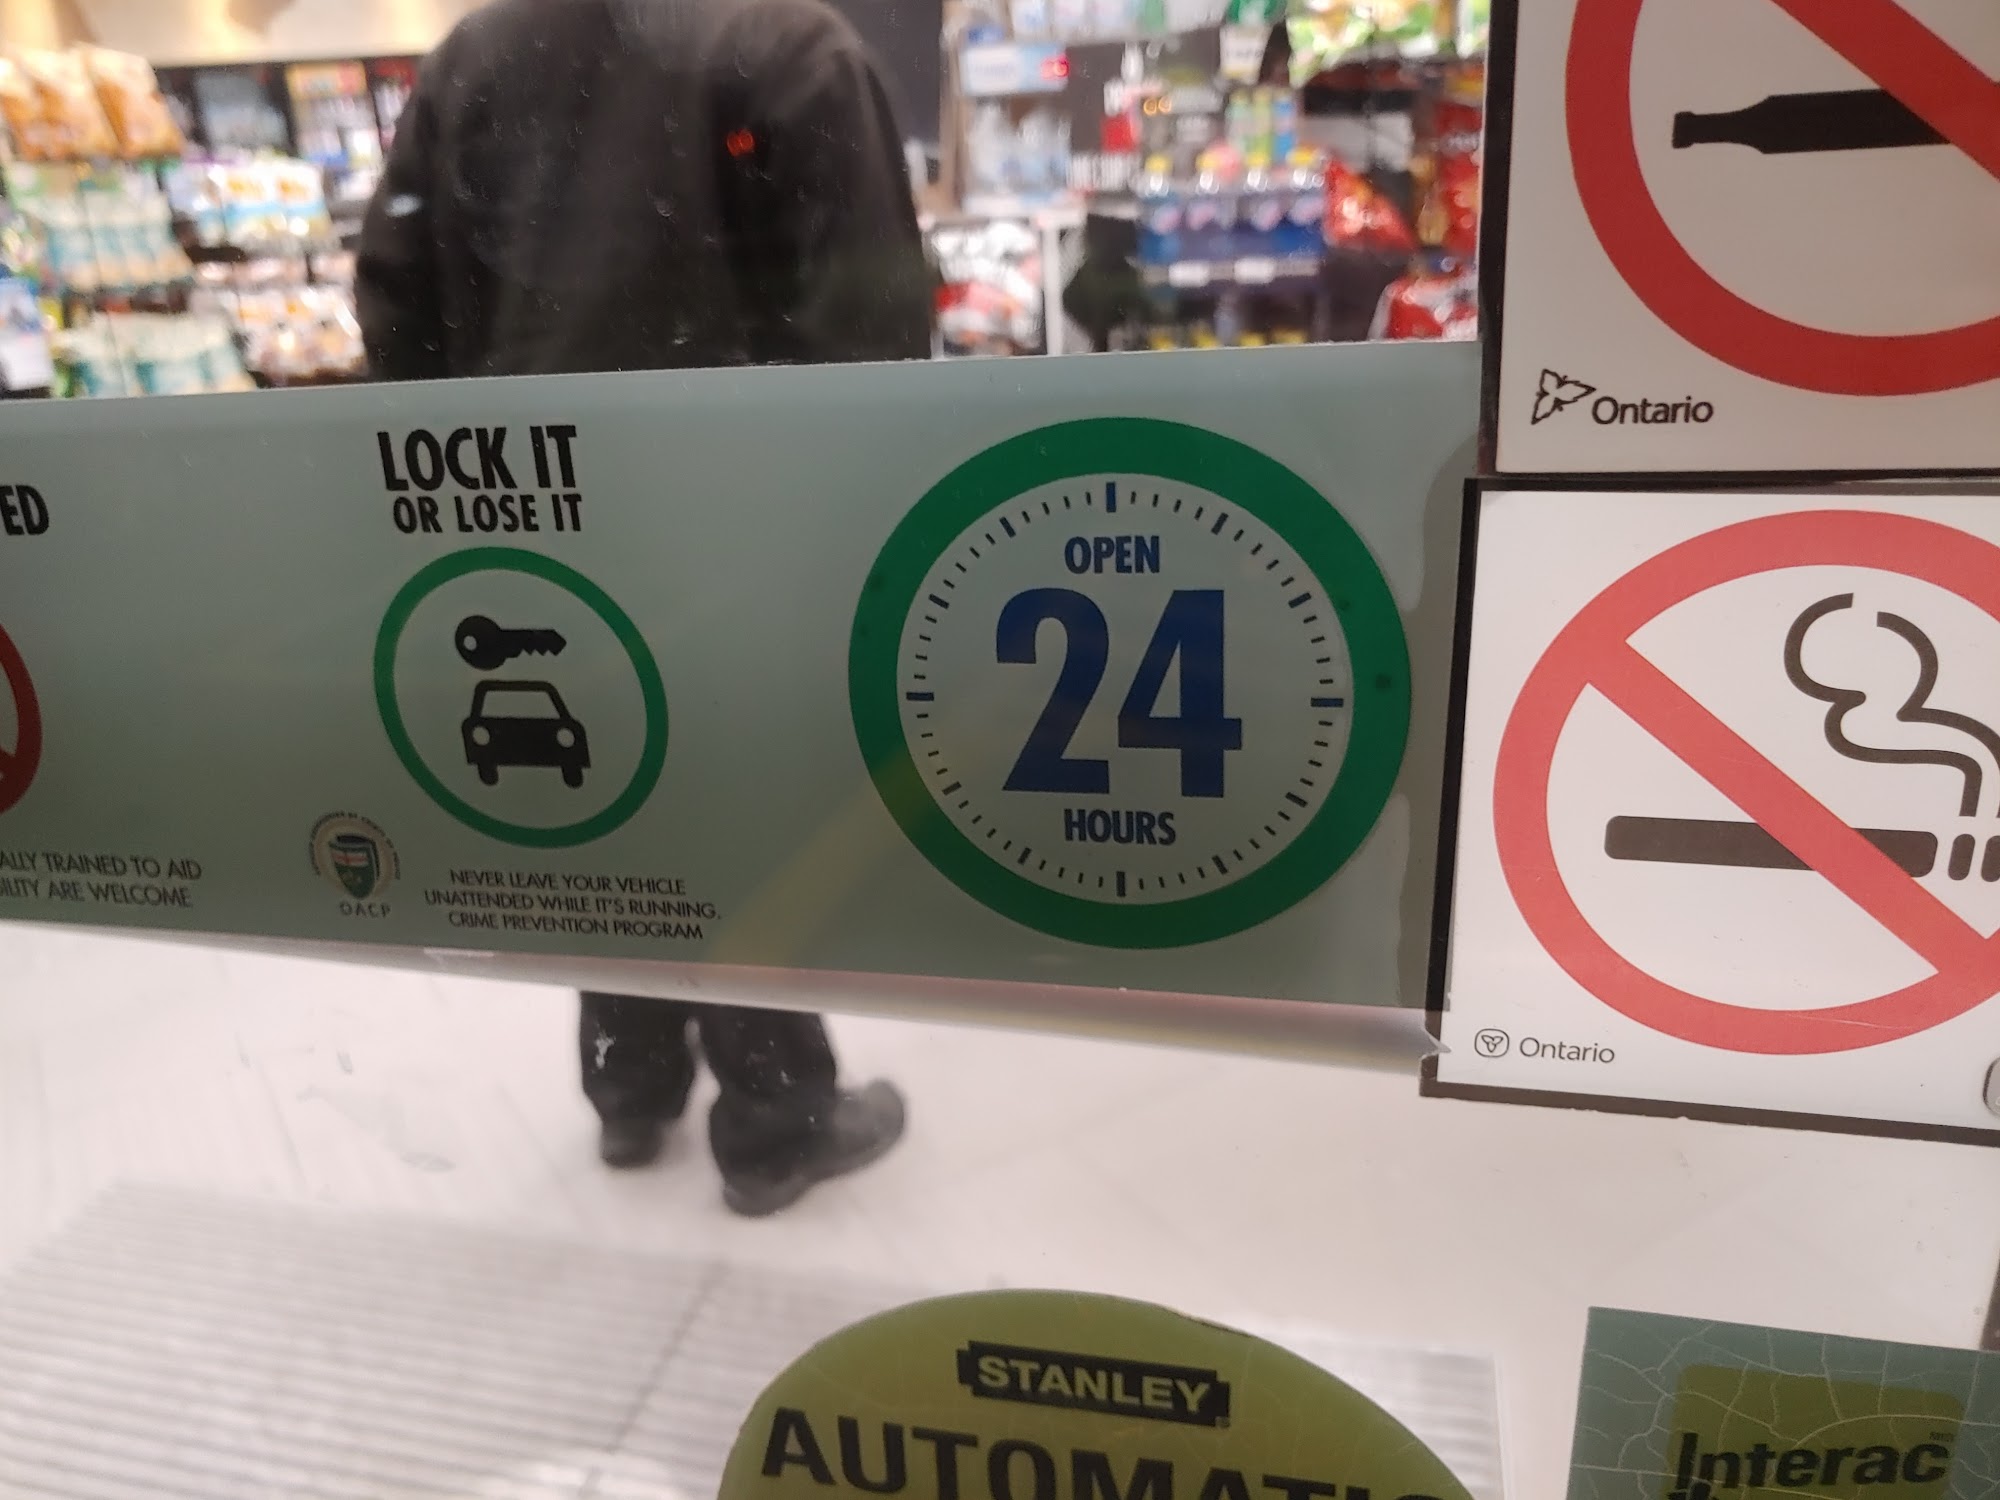 ED
LOCK IT
OR LOSE IT
OPEN
24
HOURS
ALLY TRAINED TO AID
ILITY ARE WELCOME
OACP
NEVER LEAVE YOUR VEHICLE
UNATTENDED WHILE IT'S RUNNING.
CRIME PREVENTION PROGRAM
Ontario
Ontario
STANLEY
AUTOMATIC
Interac